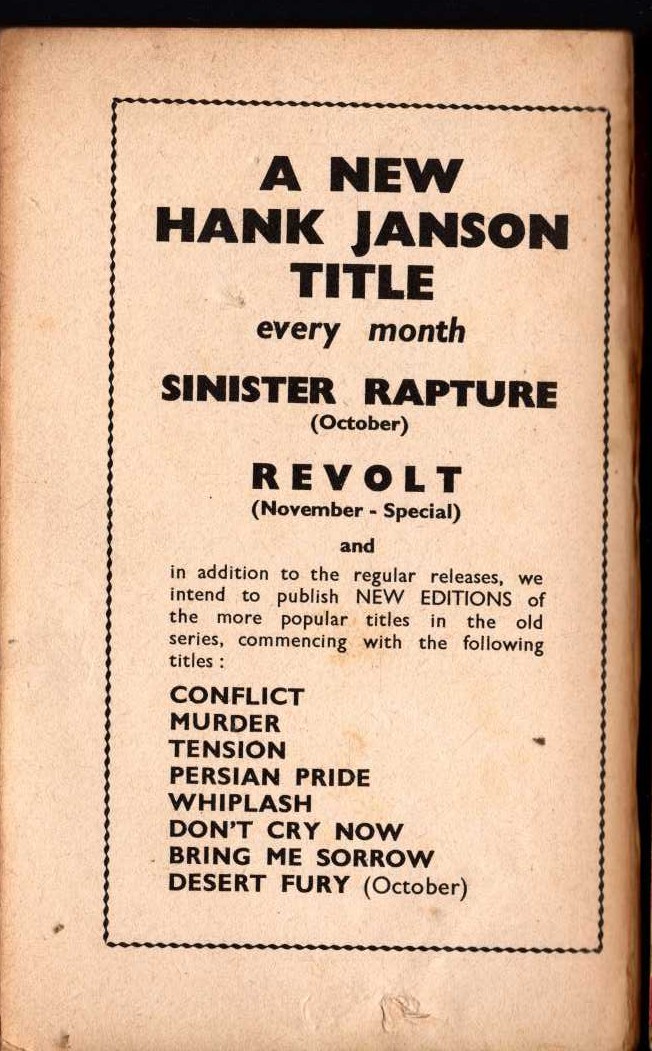 A NEW
HANK JANSON
TITLE
every month
SINISTER RAPTURE
(October)
REVOLT
(November - Special)
and
in addition to the regular releases, we
intend to publish NEW EDITIONS of
the more popular titles in the old
series, commencing with the following
titles :
CONFLICT
MURDER
TENSION
PERSIAN PRIDE
WHIPLASH
DON'T CRY NOW
BRING ME SORROW
DESERT FURY (October)